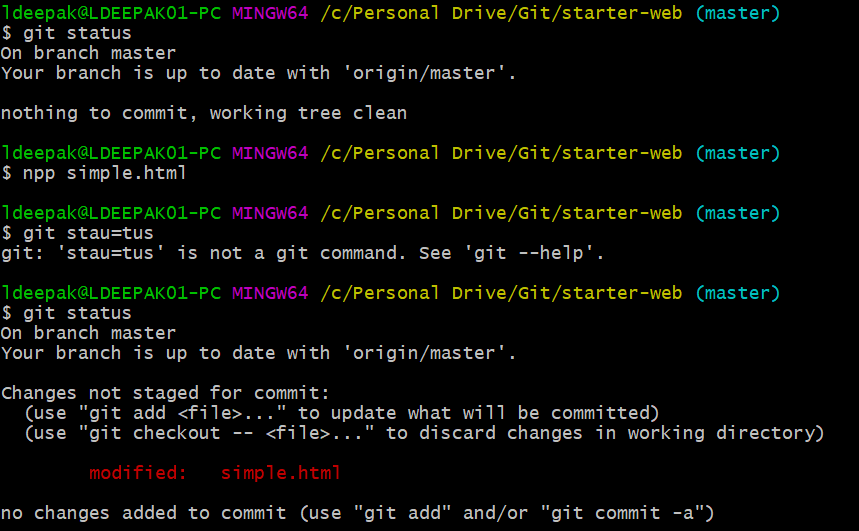 ldeepak@LDEEPAK01-PC MINGW64 /c/Personal Drive/Git/starter-web (master)
$ git status
On branch master
Your branch is up to date with 'origin/master'.
nothing to commit, working tree clean
ldeepak@LDEEPAK01-PC MINGW64 /c/Personal Drive/Git/starter-web (master)
$ npp simple.html
ldeepak@LDEEPAK01-PC MINGW64 /c/Personal Drive/Git/starter-web (master)
$ git stau=tus
git: 'stau=tus' is not a git command. See 'git --help'.
ldeepak@LDEEPAK01-PC MINGW64 /c/Personal Drive/Git/starter-web (master)
$ git status
On branch master
Your branch is up to date with 'origin/master'.
Changes not staged for commit:
(use "git add <file>..." to update what will be committed)
(use "git checkout -- <file>..." to discard changes in working directory)
modified: simple.html
no changes added to commit (use "git add" and/or "git commit -a")